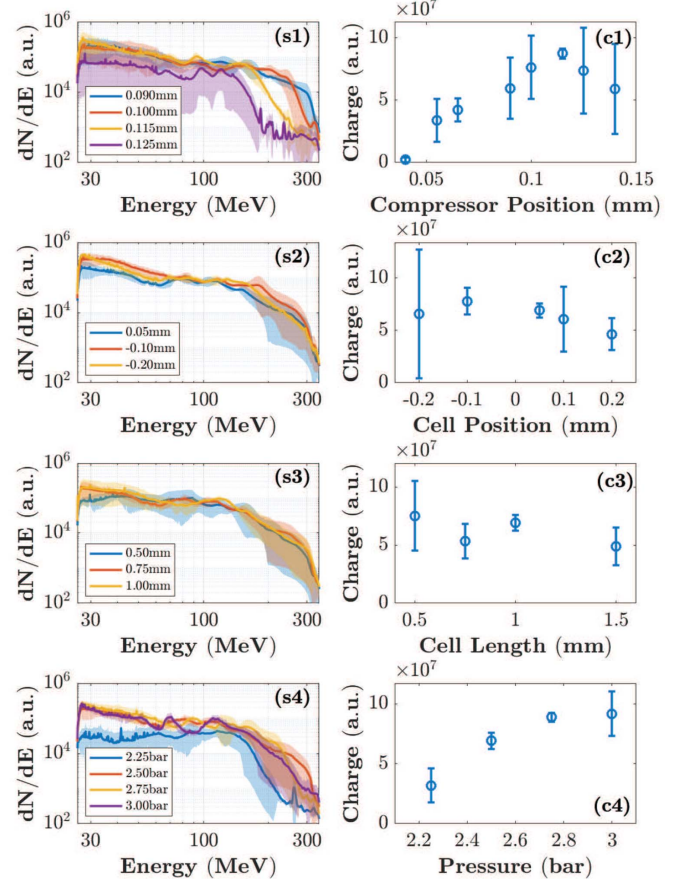 10^6 (s1)
10^4
10^2
dN/dE (a.u.)
0.090mm
0.100mm
0.115mm
0.125mm
30 100 300
Energy (MeV)
×10^7
10 (c1)
5
0
Charge (a.u.)
0.05 0.1 0.15
Compressor Position (mm)
10^6 (s2)
10^4
10^2
dN/dE (a.u.)
0.05mm
-0.10mm
-0.20mm
30 100 300
Energy (MeV)
×10^7
10 (c2)
5
0
Charge (a.u.)
-0.2 -0.1 0 0.1 0.2
Cell Position (mm)
10^6 (s3)
10^4
10^2
dN/dE (a.u.)
0.50mm
0.75mm
1.00mm
30 100 300
Energy (MeV)
×10^7
10 (c3)
5
0
Charge (a.u.)
0.5 1 1.5
Cell Length (mm)
10^6 (s4)
10^4
10^2
dN/dE (a.u.)
2.25bar
2.50bar
2.75bar
3.00bar
30 100 300
Energy (MeV)
×10^7
10
5
0 (c4)
Charge (a.u.)
2.2 2.4 2.6 2.8 3
Pressure (bar)